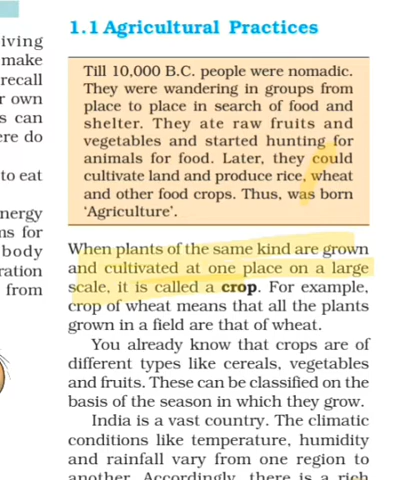 iving
make
recall
r own
s can
ere do
to eat
nergy
ns for
body
ration
from
1.1 Agricultural Practices
Till 10,000 B.C. people were nomadic.
They were wandering in groups from
place to place in search of food and
shelter. They ate raw fruits and
vegetables and started hunting for
animals for food. Later, they could
cultivate land and produce rice, wheat
and other food crops. Thus, was born
‘Agriculture’.
When plants of the same kind are grown
and cultivated at one place on a large
scale, it is called a crop. For example,
crop of wheat means that all the plants
grown in a field are that of wheat.
You already know that crops are of
different types like cereals, vegetables
and fruits. These can be classified on the
basis of the season in which they grow.
India is a vast country. The climatic
conditions like temperature, humidity
and rainfall vary from one region to
another. Accordingly, there is a rich